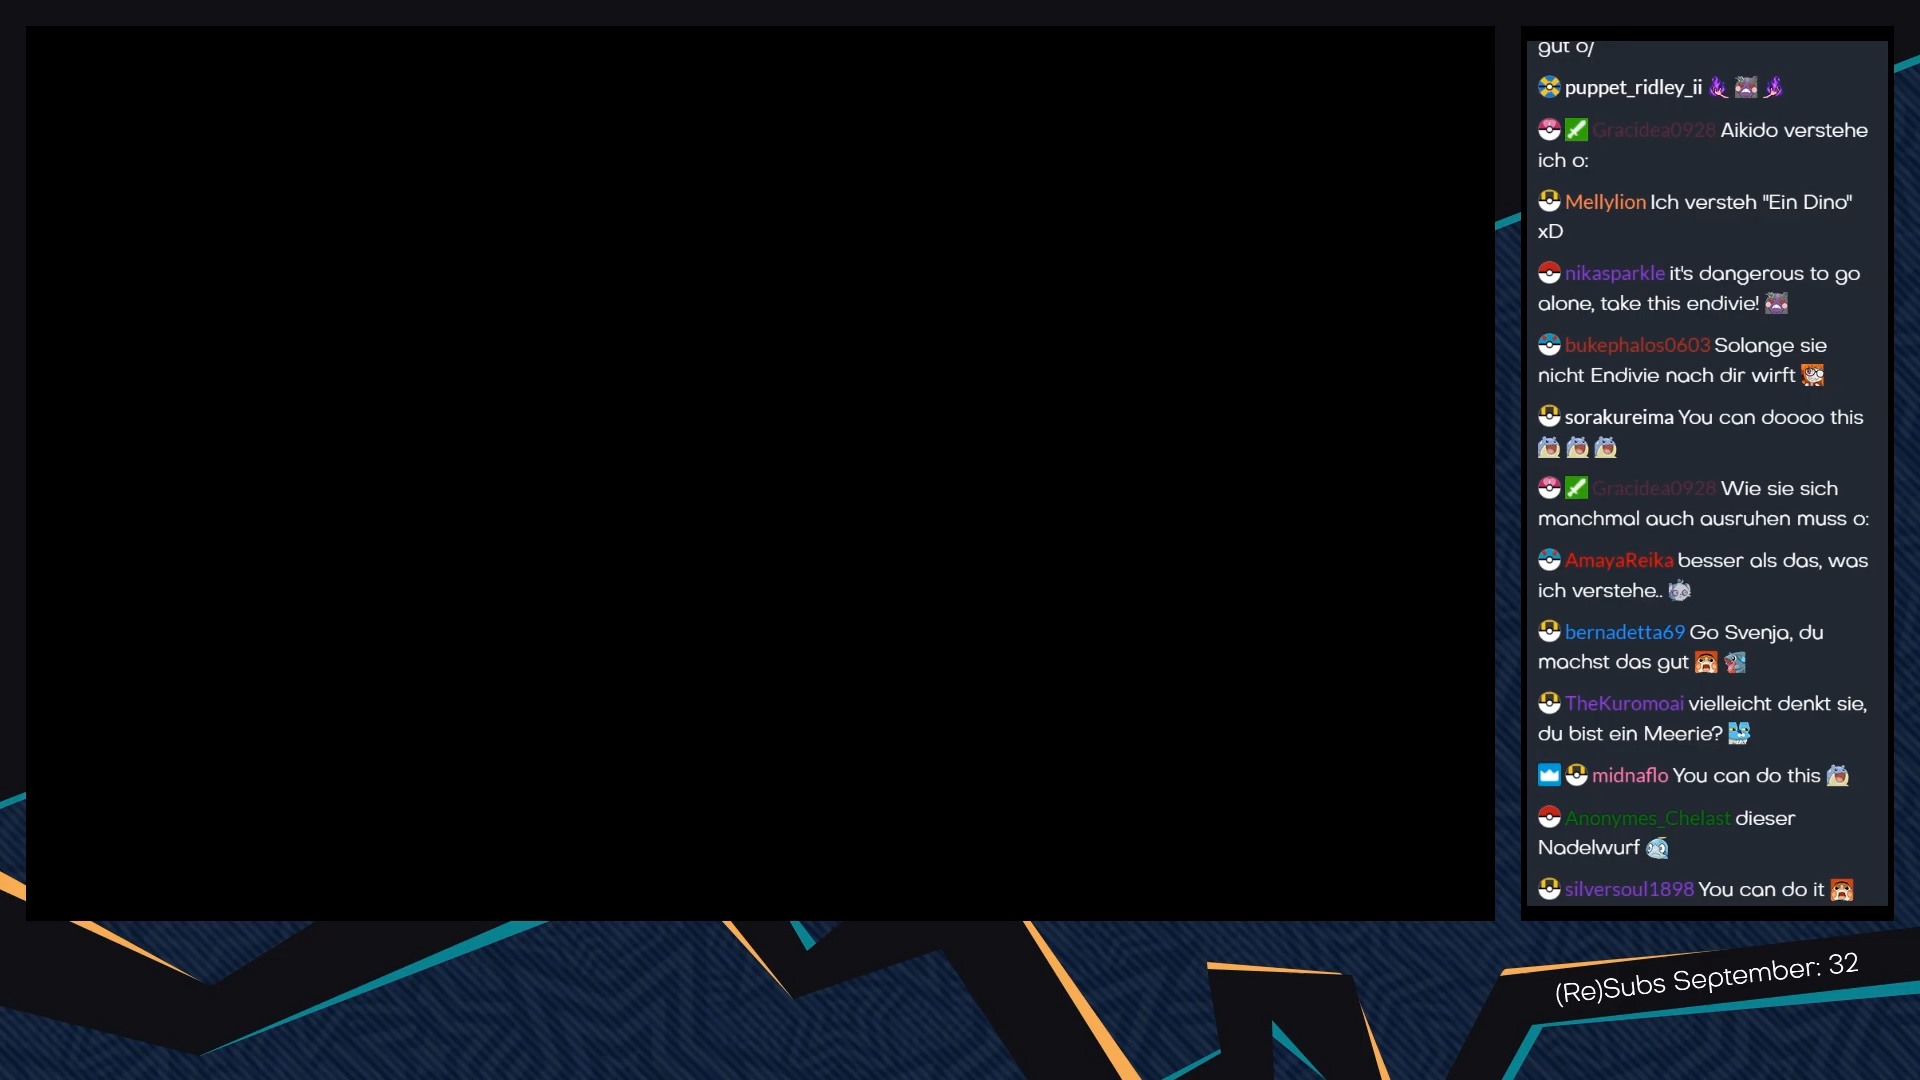 gut o/
puppet_ridley_ii
Gracidea0928 Aikido verstehe
ich o:
Mellylion Ich versteh "Ein Dino"
xD
nikasparkle it's dangerous to go
alone, take this endivie!
bukephalos0603 Solange sie
nicht Endivie nach dir wirft
sorakureima You can doooo this
Gracidea0928 Wie sie sich
manchmal auch ausruhen muss o:
AmayaReika besser als das, was
ich verstehe..
bernadetta69 Go Svenja, du
machst das gut
TheKuromoai vielleicht denkt sie,
du bist ein Meerie?
midnaflo You can do this
Anonymes_Chelast dieser
Nadelwurf
silversoul1898 You can do it
(Re)Subs September: 32